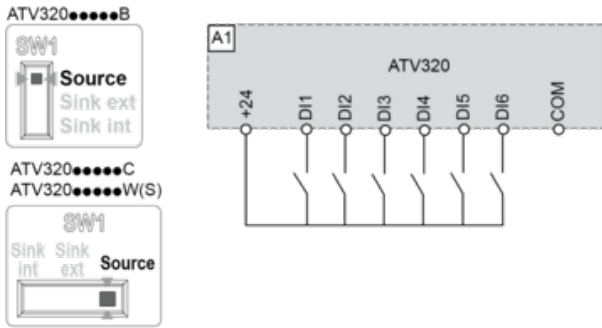 ATV320●●●●●B
SW1
Source
Sink ext
Sink int
ATV320●●●●●C
ATV320●●●●●W(S)
SW1
Sink int
Sink ext
Source
A1
ATV320
+24
DI1
DI2
DI3
DI4
DI5
DI6
COM